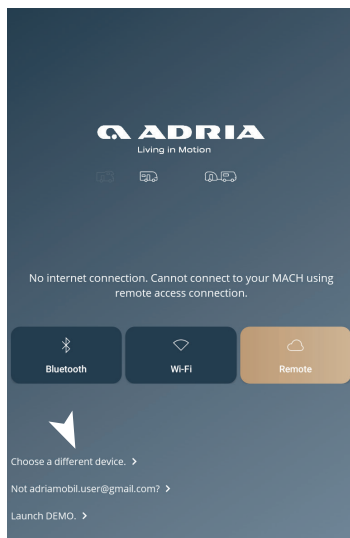 ADRIA
Living in Motion
No internet connection. Cannot connect to your MACH using
remote access connection.
Bluetooth
Wi-Fi
Remote
Choose a different device. >
Not adriamobil.user@gmail.com? >
Launch DEMO. >